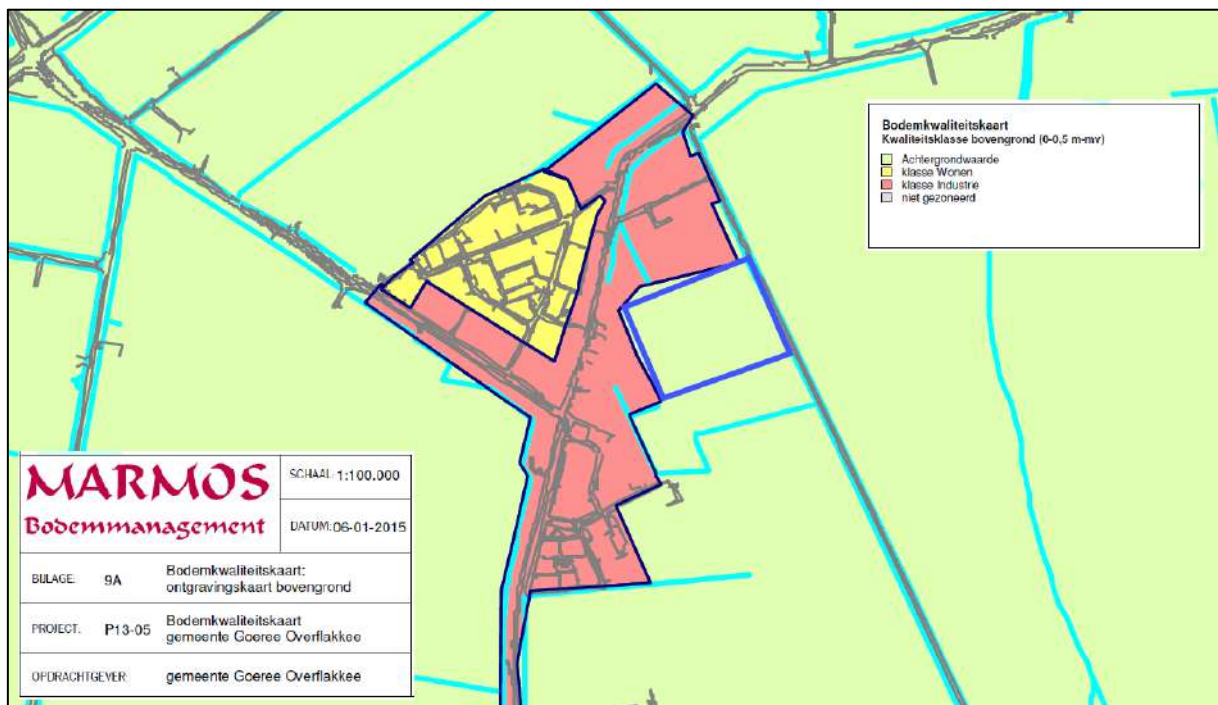 Bodemkwaliteitskaart
Kwaliteitsklasse bovengrond (0-0,5 m-mv)
Achtergrondwaarde
klasse Wonen
klasse Industrie
niet gezoneerd
MARMOS
Bodemmanagement
SCHAAL: 1:100.000
DATUM: 06-01-2015
BIJLAGE: 9A Bodemkwaliteitskaart:
ontgravingskaart bovengrond
PROJECT: P13-05 Bodemkwaliteitskaart
gemeente Goeree Overflakkee
OPDRACHTGEVER: gemeente Goeree Overflakkee